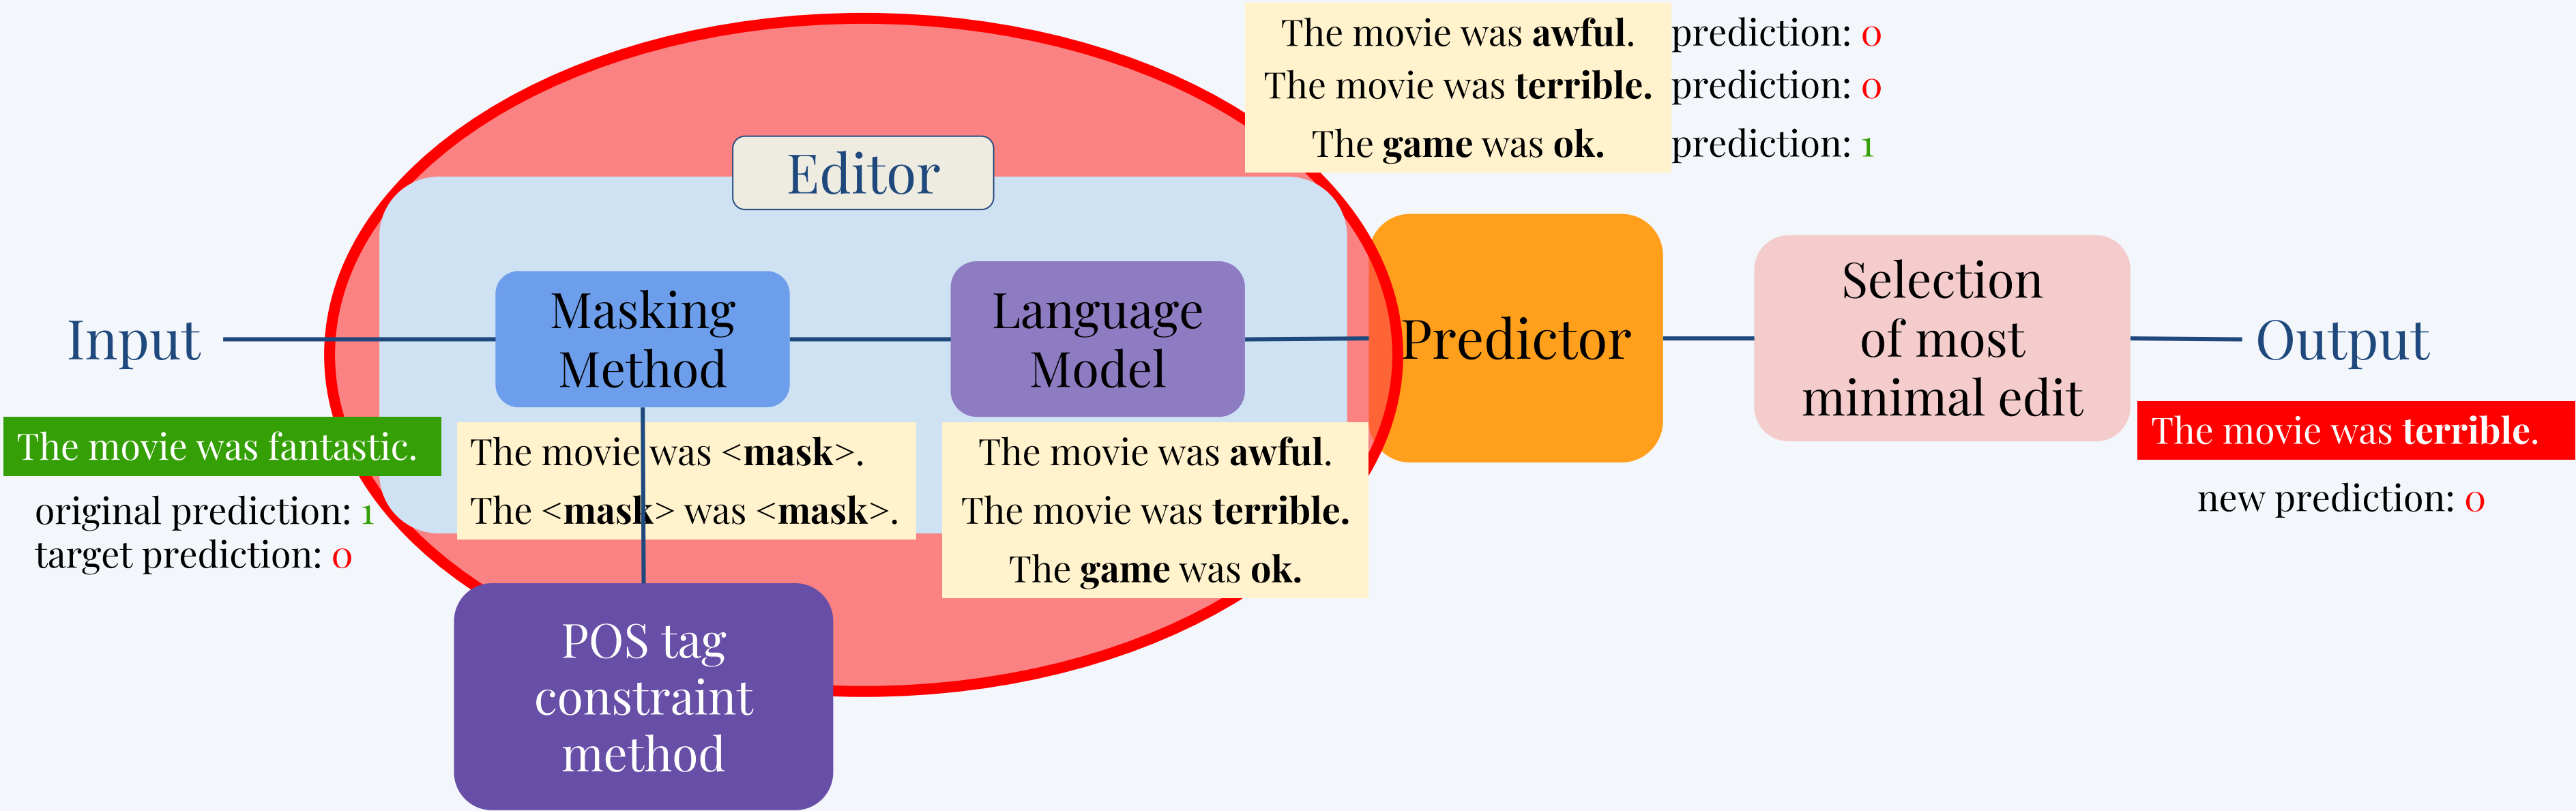 The movie was awful. prediction: 0
The movie was terrible. prediction: 0
The game was ok. prediction: 1
Editor
Input
Masking
Method
Language
Model
Predictor
Selection
of most
minimal edit
Output
The movie was fantastic.
original prediction: 1
target prediction: 0
The movie was <mask>.
The <mask> was <mask>.
The movie was awful.
The movie was terrible.
The game was ok.
The movie was terrible.
new prediction: 0
POS tag
constraint
method